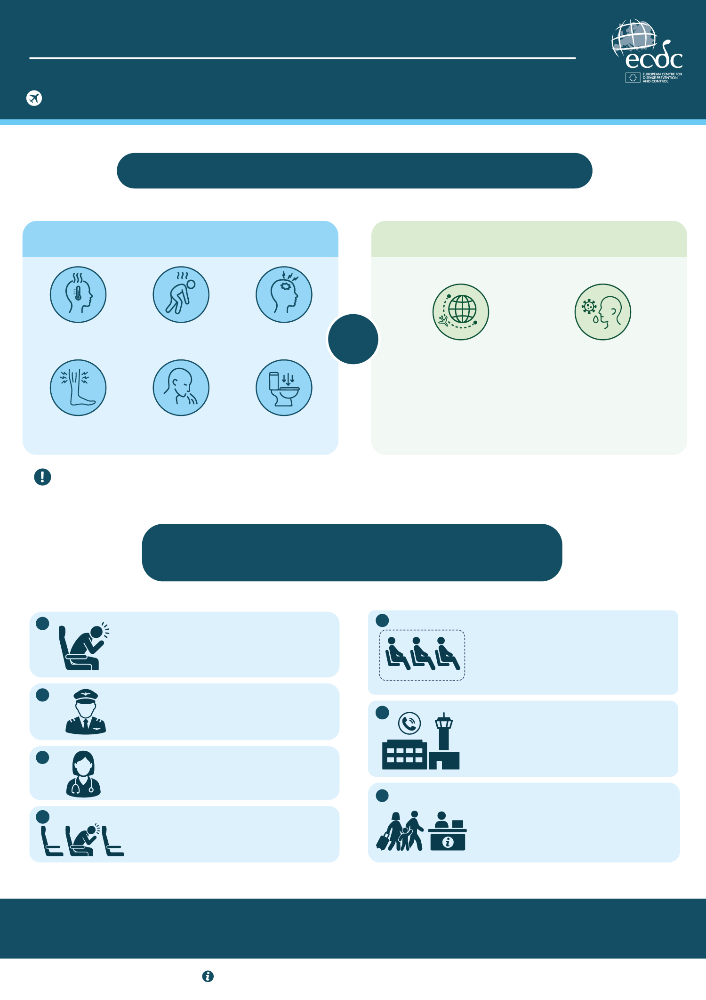 ecdc
EUROPEAN CENTRE FOR
DISEASE PREVENTION
AND CONTROL